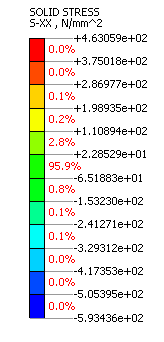 SOLID STRESS
S-XX , N/mm^2
+4.63059e+02
0.0%
+3.75018e+02
0.0%
+2.86977e+02
0.1%
+1.98935e+02
0.2%
+1.10894e+02
2.8%
+2.28529e+01
95.9%
-6.51883e+01
0.8%
-1.53230e+02
0.1%
-2.41271e+02
0.1%
-3.29312e+02
0.0%
-4.17353e+02
0.0%
-5.05395e+02
0.0%
-5.93436e+02